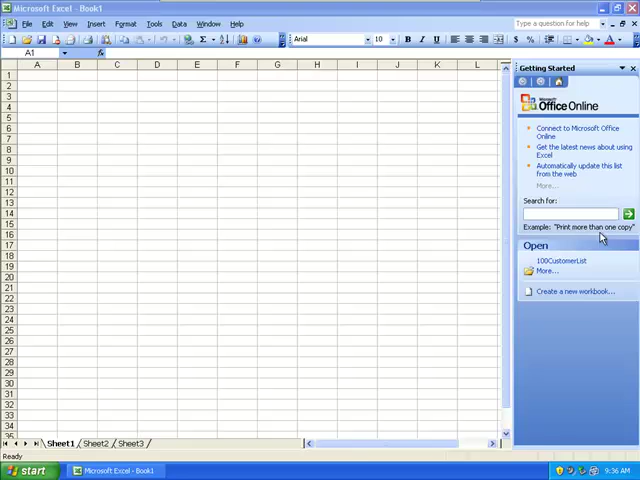 Microsoft Excel - Book1
File Edit View Insert Format Tools Data Window Help
Type a question for help
Arial 10 B I U $ %
A1 fx
A B C D E F G H I J K L
1
2
3
4
5
6
7
8
9
10
11
12
13
14
15
16
17
18
19
20
21
22
23
24
25
26
27
28
29
30
31
32
33
34
35
Getting Started
Microsoft
Office Online
Connect to Microsoft Office
Online
Get the latest news about using
Excel
Automatically update this list
from the web
More...
Search for:
Example: "Print more than one copy"
Open
100CustomerList
More...
Create a new workbook...
Sheet1 Sheet2 Sheet3
Ready
start Microsoft Excel - Book1 9:36 AM